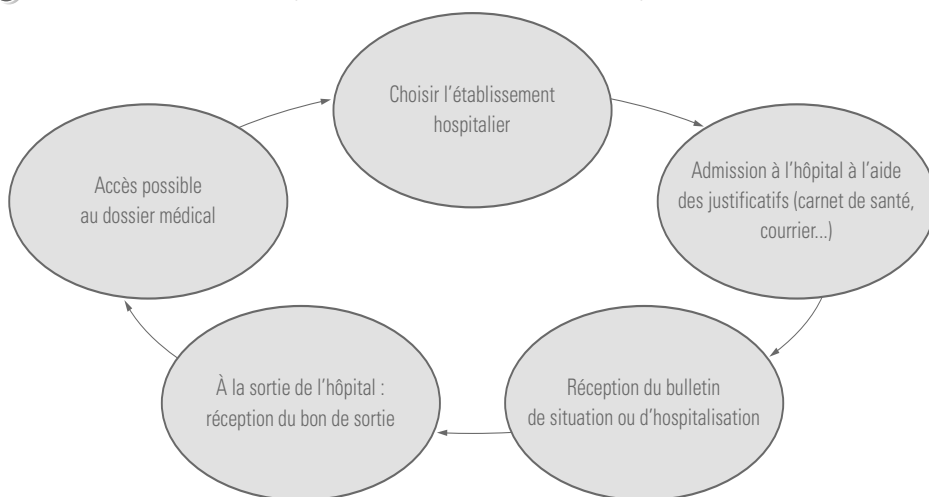 Choisir l'établissement
hospitalier
Admission à l'hôpital à l'aide
des justificatifs (carnet de santé,
courrier...)
Réception du bulletin
de situation ou d'hospitalisation
À la sortie de l'hôpital :
réception du bon de sortie
Accès possible
au dossier médical